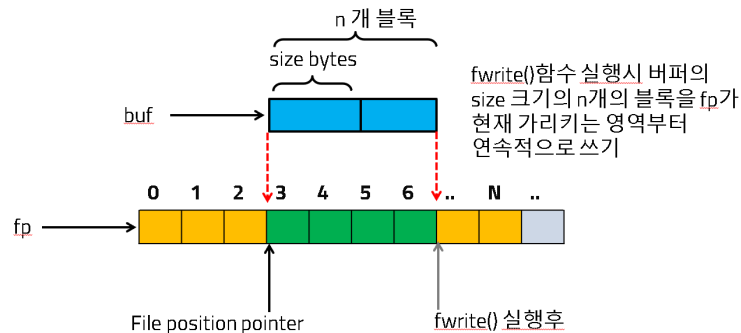 n 개 블록
size bytes
buf
fwrite()함수 실행시 버퍼의
size 크기의 n개의 블록을 fp가
현재 가리키는 영역부터
연속적으로 쓰기
0 1 2 3 4 5 6 .. N ..
fp
File position pointer
fwrite() 실행후